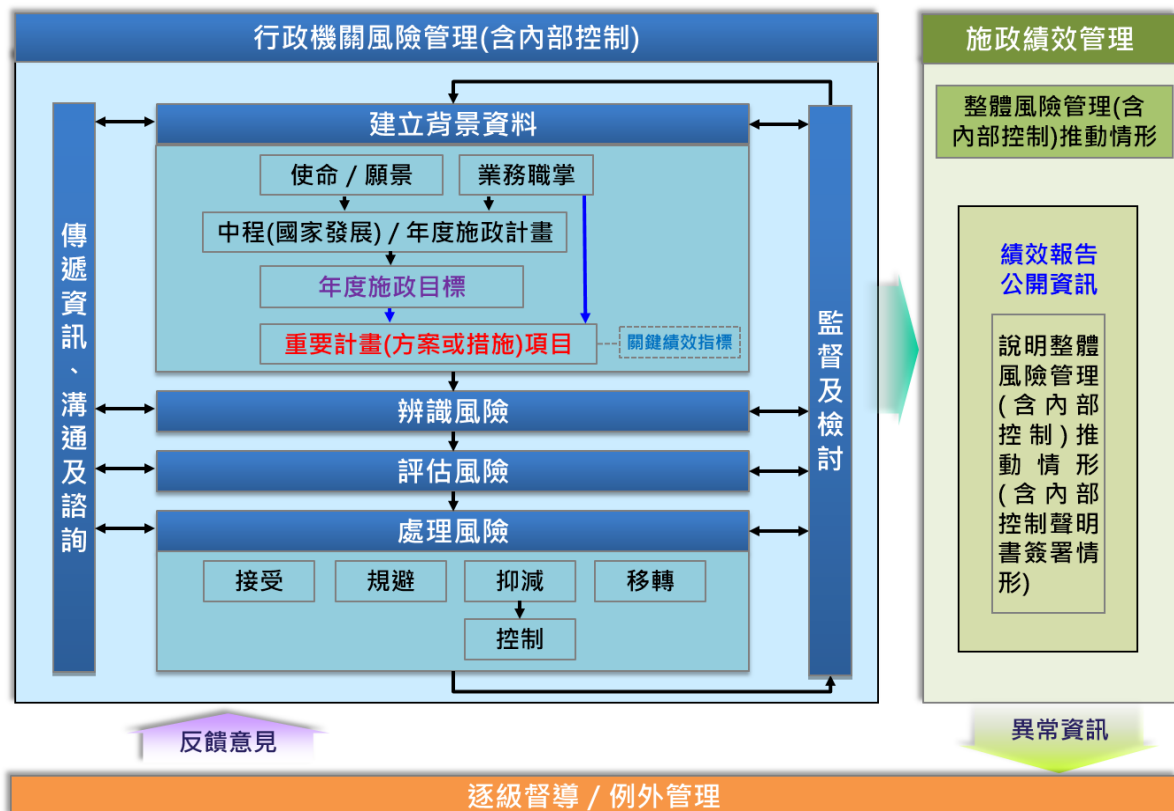 行政機關風險管理(含內部控制)
傳遞資訊、溝通及諮詢
建立背景資料
使命 / 願景
業務職掌
中程(國家發展) / 年度施政計畫
年度施政目標
重要計畫(方案或措施)項目
關鍵績效指標
辨識風險
評估風險
處理風險
接受
規避
抑減
移轉
控制
監督及檢討
施政績效管理
整體風險管理(含
內部控制)推動情形
績效報告
公開資訊
說明整體
風險管理
(含內部
控制)推
動情形
(含內部
控制聲明
書簽署情
形)
反饋意見
異常資訊
逐級督導 / 例外管理